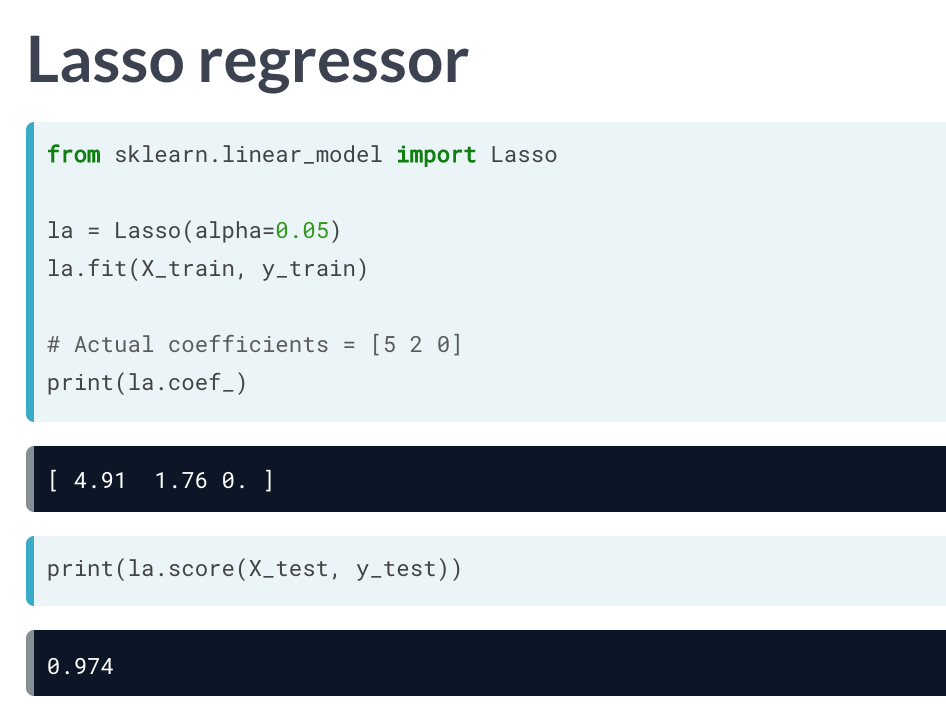 Lasso regressor
from sklearn.linear_model import Lasso
la = Lasso(alpha=0.05)
la.fit(X_train, y_train)
# Actual coefficients = [5 2 0]
print(la.coef_)
[ 4.91  1.76 0. ]
print(la.score(X_test, y_test))
0.974